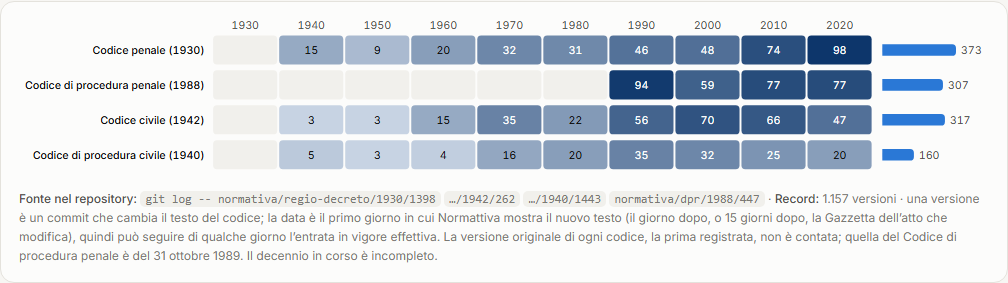 1930 1940 1950 1960 1970 1980 1990 2000 2010 2020
Codice penale (1930) 15 9 20 32 31 46 48 74 98 373
Codice di procedura penale (1988) 94 59 77 77 307
Codice civile (1942) 3 3 15 35 22 56 70 66 47 317
Codice di procedura civile (1940) 5 3 4 16 20 35 32 25 20 160
Fonte nel repository: git log -- normativa/regio-decreto/1930/1398 …/1942/262 …/1940/1443 normativa/dpr/1988/447 · Record: 1.157 versioni · una versione
è un commit che cambia il testo del codice; la data è il primo giorno in cui Normattiva mostra il nuovo testo (il giorno dopo, o 15 giorni dopo, la Gazzetta dell’atto che
modifica), quindi può seguire di qualche giorno l’entrata in vigore effettiva. La versione originale di ogni codice, la prima registrata, non è contata; quella del Codice di
procedura penale è del 31 ottobre 1989. Il decennio in corso è incompleto.